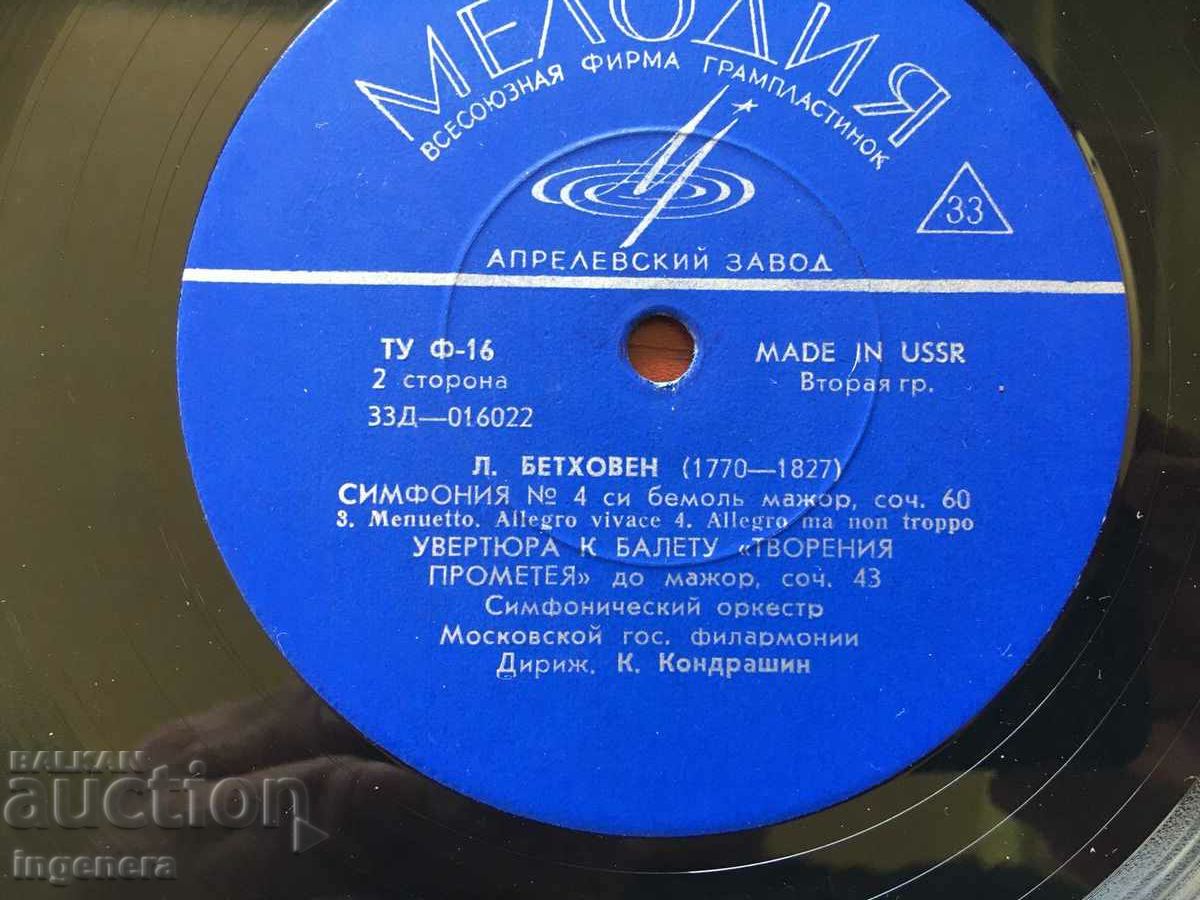 МЕЛОДИЯ
ВСЕСОЮЗНАЯ ФИРМА ГРАМПЛАСТИНОК
33
АПРЕЛЕВСКИЙ ЗАВОД
ТУ Ф-16
MADE IN USSR
2 сторона
Вторая гр.
33Д—016022
Л. БЕТХОВЕН (1770—1827)
СИМФОНИЯ № 4 си бемоль мажор, соч. 60
3. Menuetto. Allegro vivace 4. Allegro ma non troppo
УВЕРТЮРА К БАЛЕТУ «ТВОРЕНИЯ
ПРОМЕТЕЯ» до мажор, соч. 43
Симфонический оркестр
Московской гос. филармонии
Дириж. К. Кондрашин
BALKAN
auction
ingenera